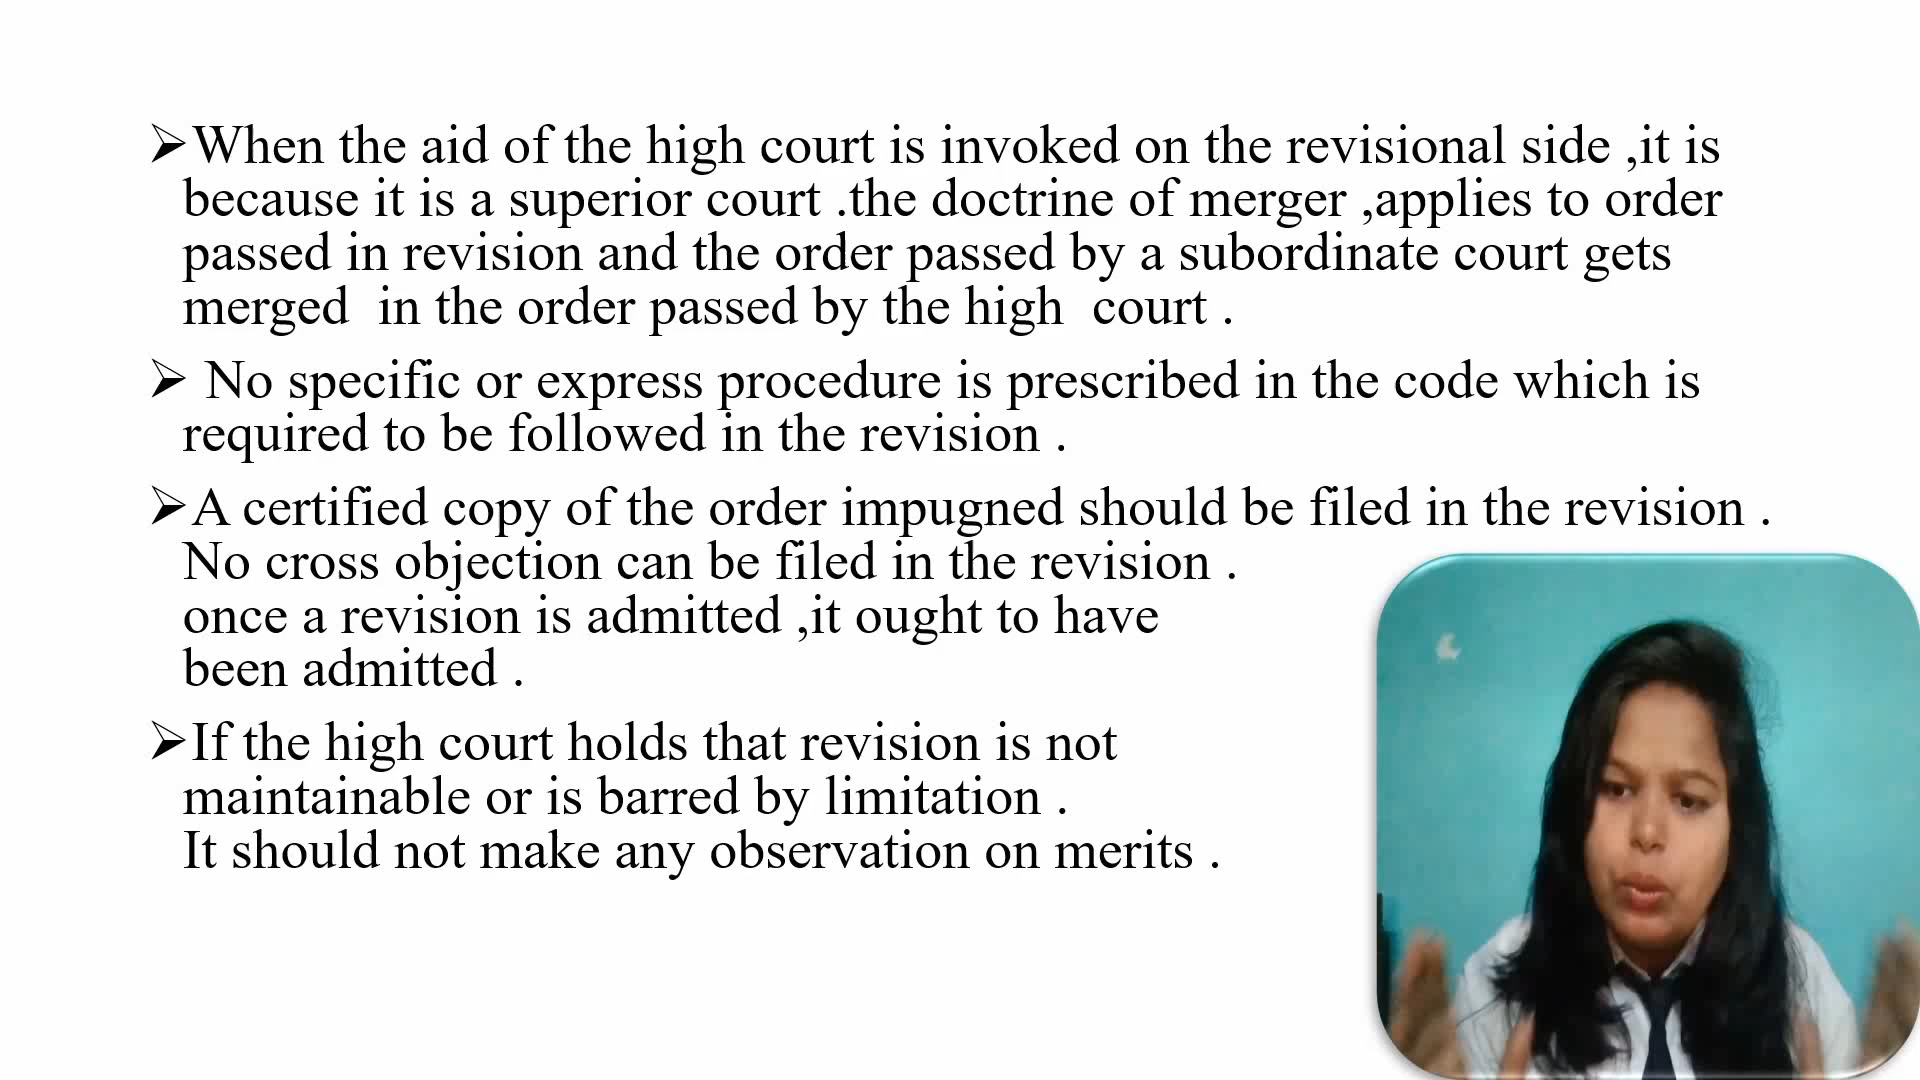 ➢When the aid of the high court is invoked on the revisional side ,it is
because it is a superior court .the doctrine of merger ,applies to order
passed in revision and the order passed by a subordinate court gets
merged  in the order passed by the high  court .
➢ No specific or express procedure is prescribed in the code which is
required to be followed in the revision .
➢A certified copy of the order impugned should be filed in the revision .
No cross objection can be filed in the revision .
once a revision is admitted ,it ought to have
been admitted .
➢If the high court holds that revision is not
maintainable or is barred by limitation .
It should not make any observation on merits .